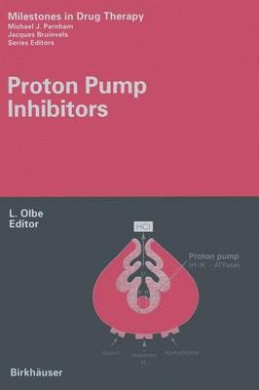 Milestones in Drug Therapy
Michael J. Parnham
Jacques Bruinvels
Series Editors
Proton Pump
Inhibitors
L. Olbe
Editor
HCl
Proton pump
Birkhäuser